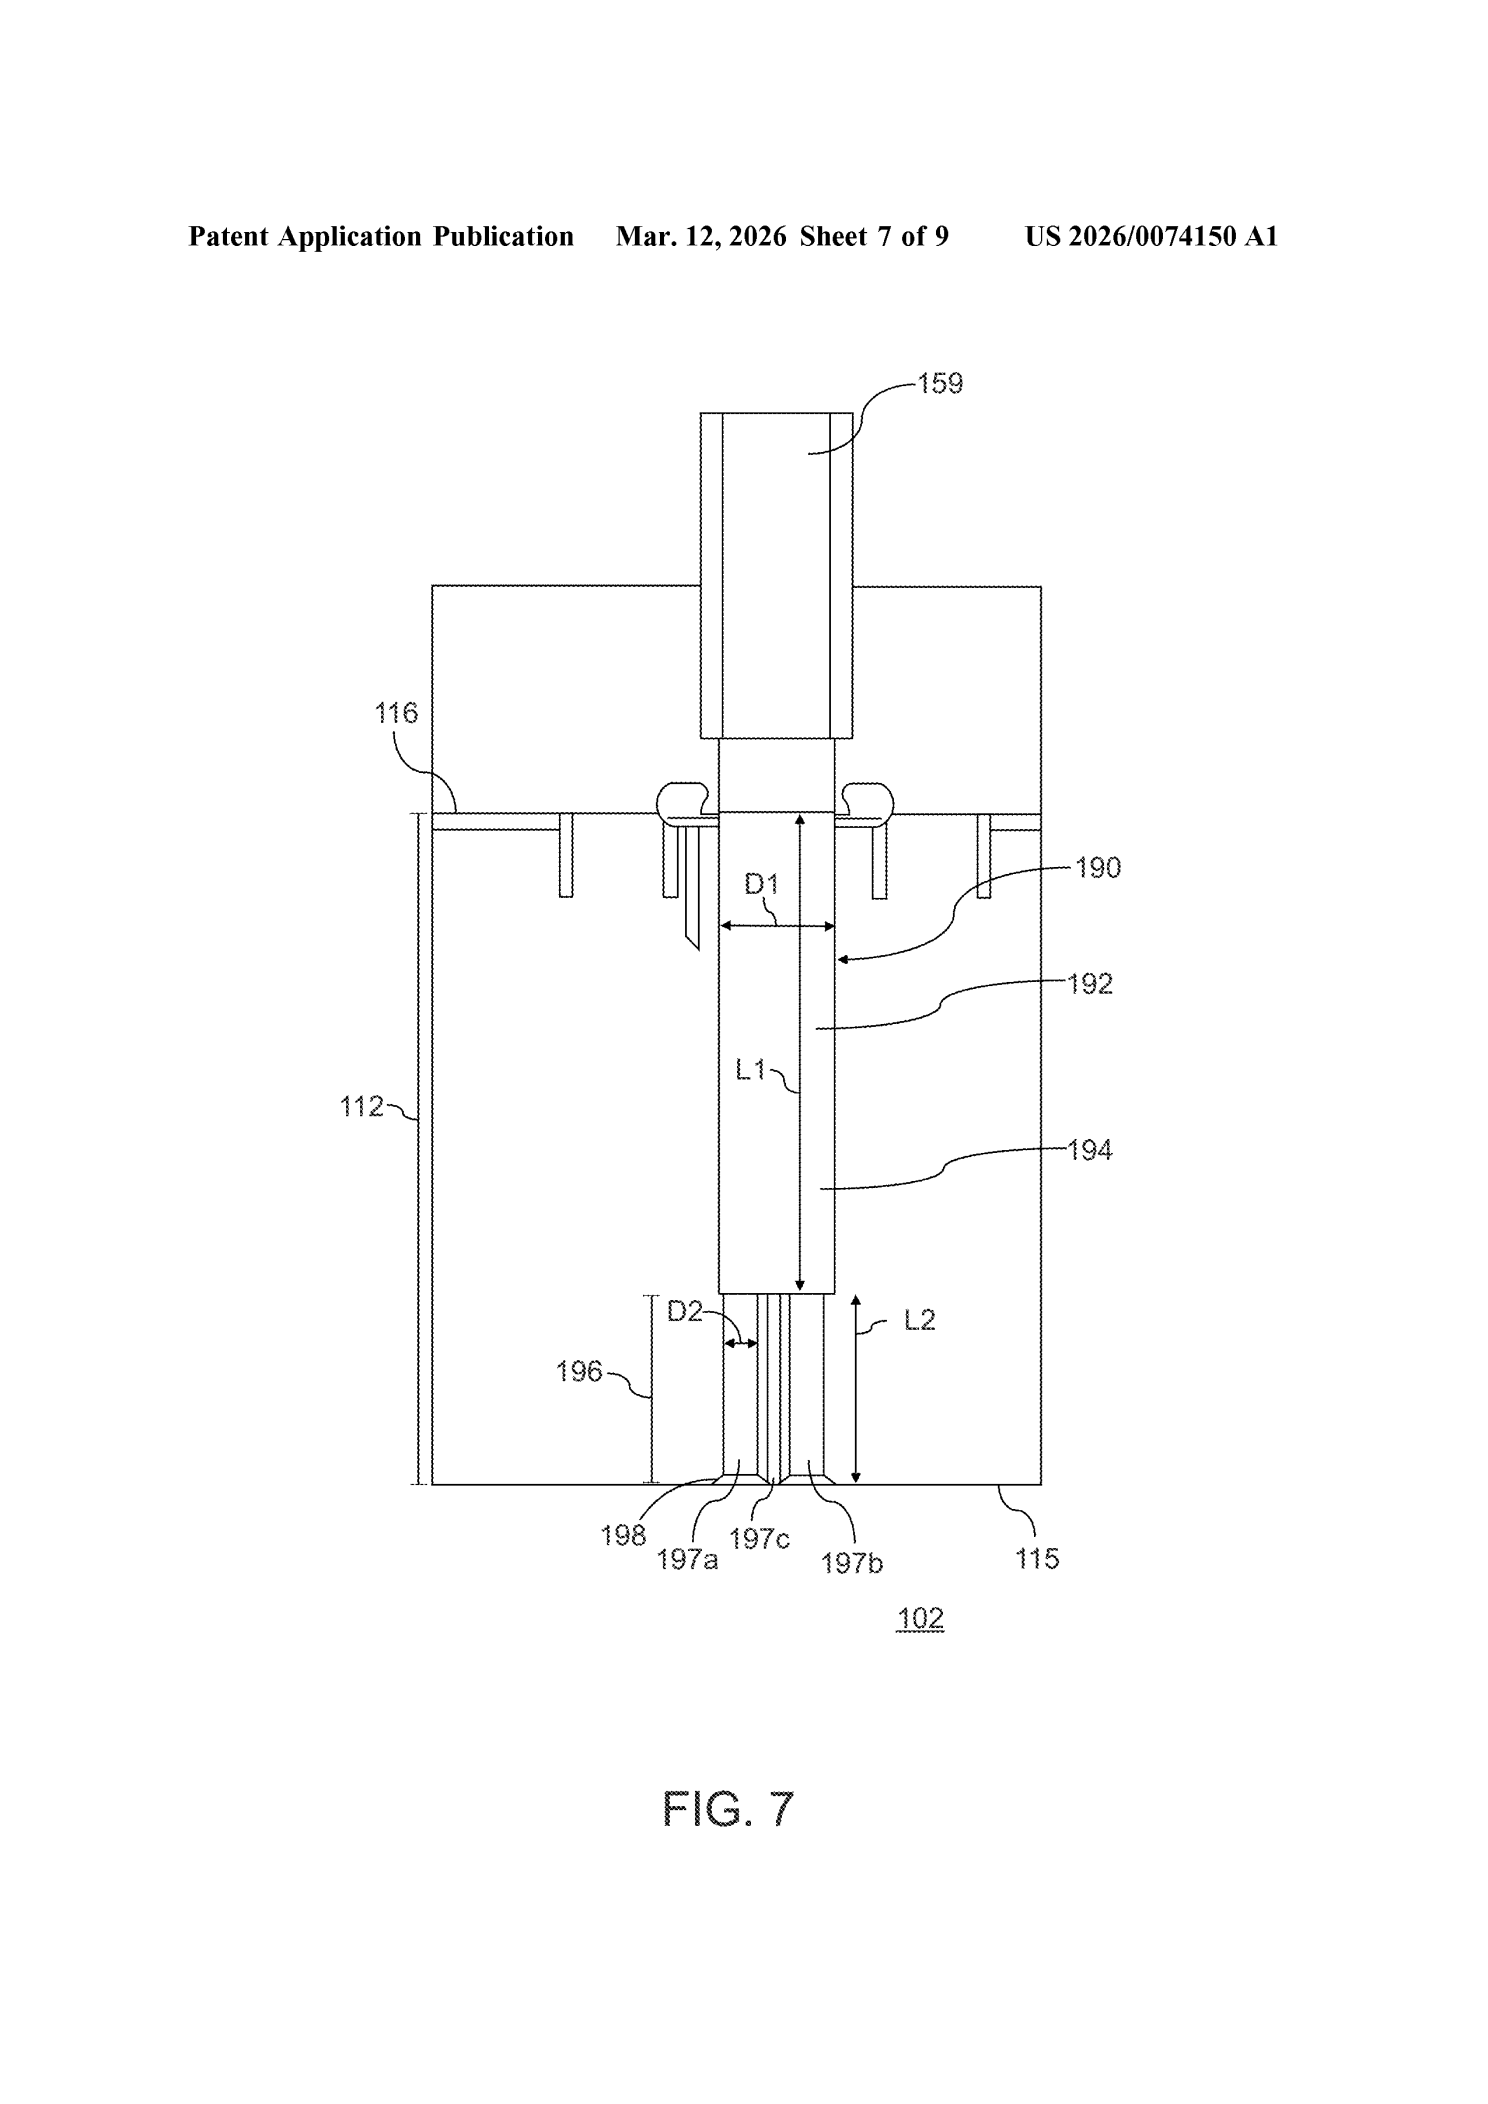 Patent Application Publication Mar. 12, 2026 Sheet 7 of 9 US 2026/0074150 A1
159
116
190
D1
192
L1
112
194
D2
L2
196
198
197a
197c
197b
115
102
FIG. 7